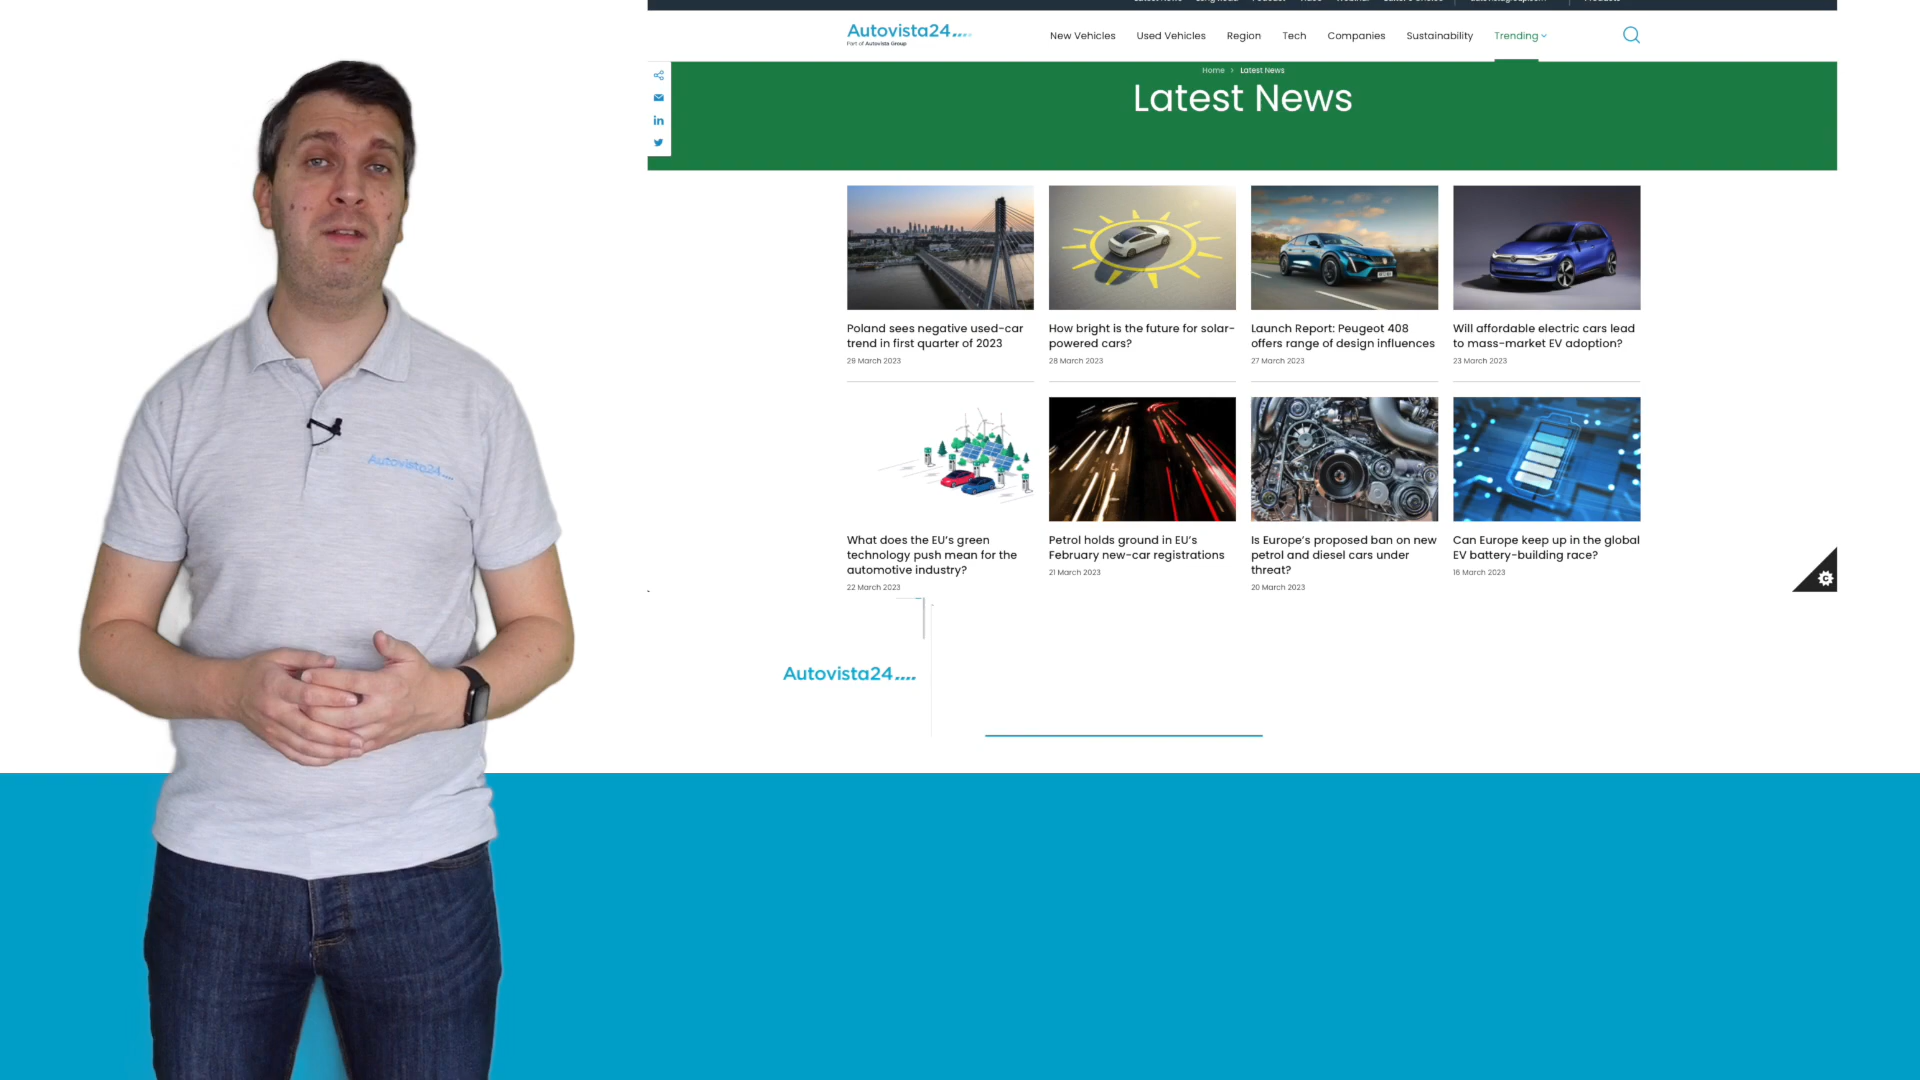 Autovista24
Part of Autovista Group
New Vehicles
Used Vehicles
Region
Tech
Companies
Sustainability
Trending
Home > Latest News
Latest News
Poland sees negative used-car
trend in first quarter of 2023
29 March 2023
How bright is the future for solar-
powered cars?
28 March 2023
Launch Report: Peugeot 408
offers range of design influences
27 March 2023
Will affordable electric cars lead
to mass-market EV adoption?
23 March 2023
What does the EU's green
technology push mean for the
automotive industry?
22 March 2023
Petrol holds ground in EU's
February new-car registrations
21 March 2023
Is Europe's proposed ban on new
petrol and diesel cars under
threat?
20 March 2023
Can Europe keep up in the global
EV battery-building race?
16 March 2023
Autovista24....
Autovista24....